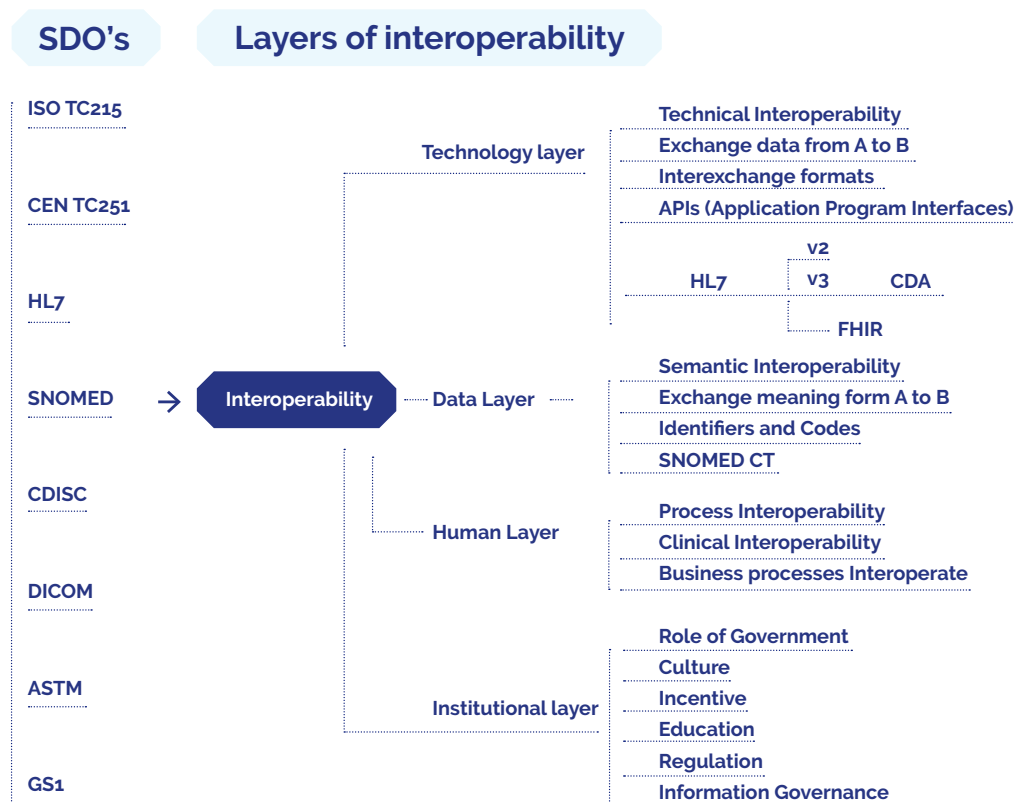 SDO's
Layers of interoperability
ISO TC215
CEN TC251
HL7
SNOMED
CDISC
DICOM
ASTM
GS1
Interoperability
Technology layer
Technical Interoperability
Exchange data from A to B
Interexchange formats
APIs (Application Program Interfaces)
v2
HL7 v3 CDA
FHIR
Data Layer
Semantic Interoperability
Exchange meaning form A to B
Identifiers and Codes
SNOMED CT
Human Layer
Process Interoperability
Clinical Interoperability
Business processes Interoperate
Institutional layer
Role of Government
Culture
Incentive
Education
Regulation
Information Governance